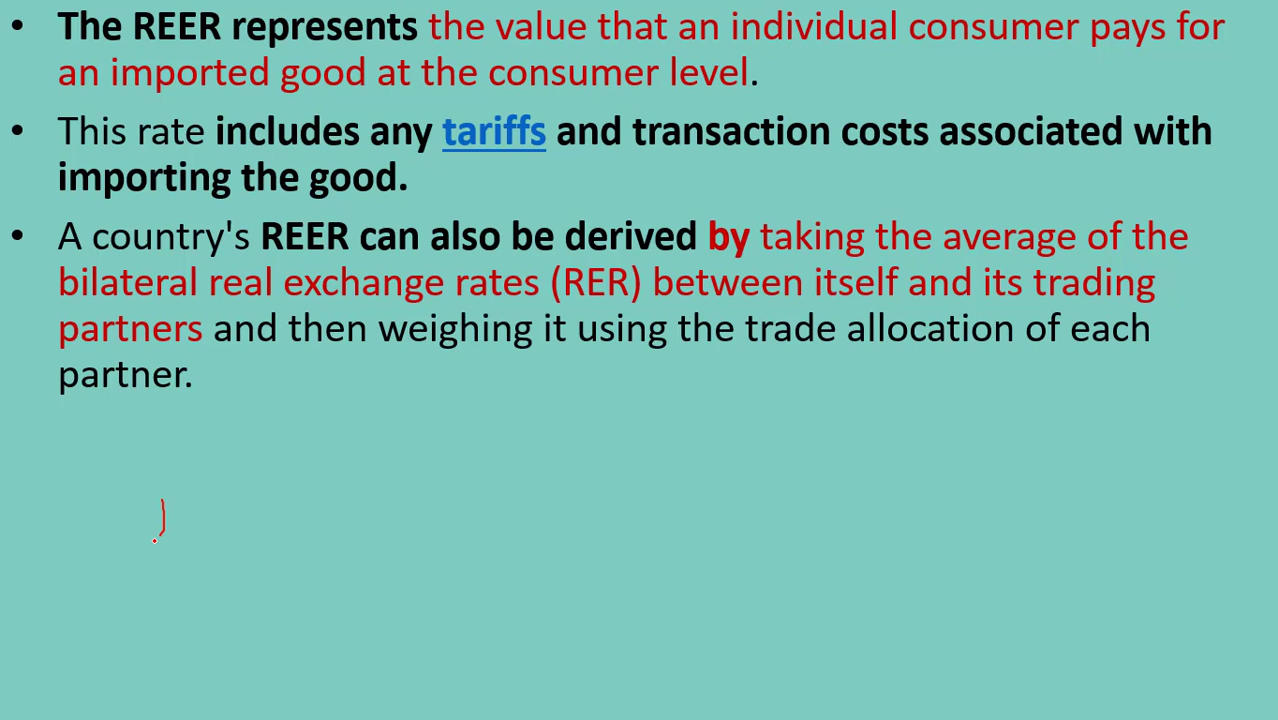 • The REER represents the value that an individual consumer pays for
an imported good at the consumer level.
• This rate includes any tariffs and transaction costs associated with
importing the good.
• A country's REER can also be derived by taking the average of the
bilateral real exchange rates (RER) between itself and its trading
partners and then weighing it using the trade allocation of each
partner.